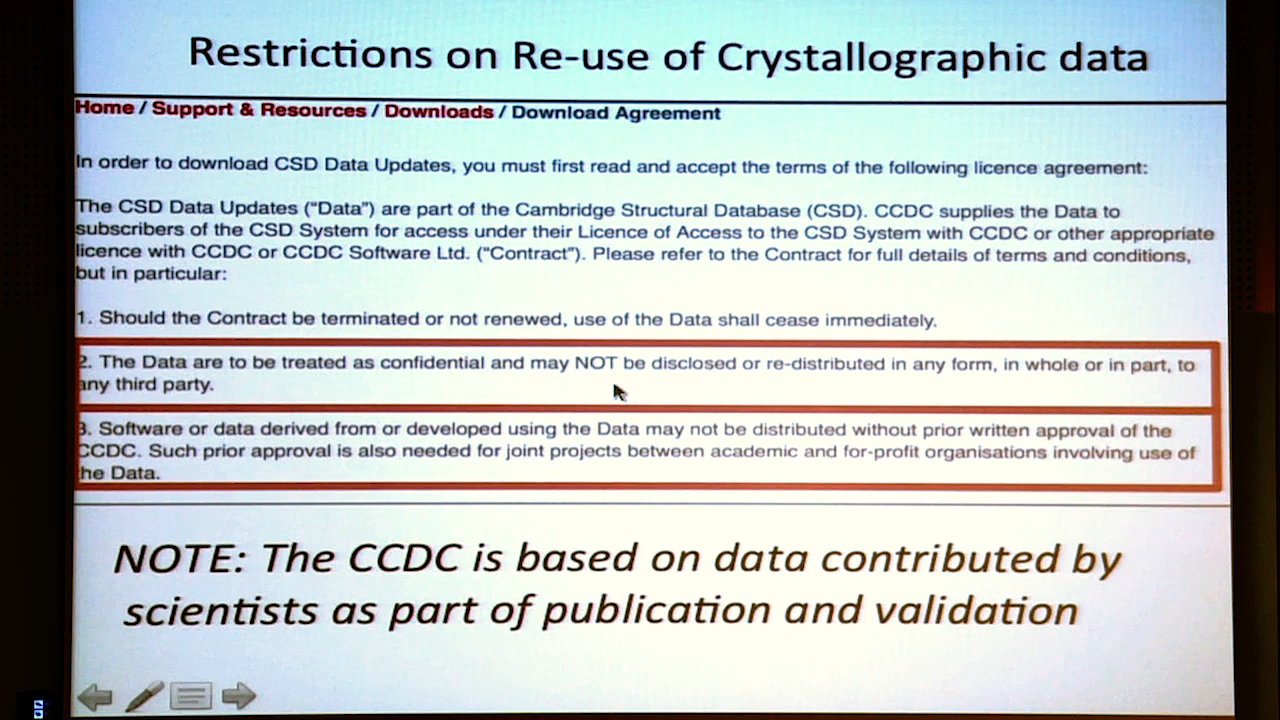 Restrictions on Re-use of Crystallographic data
Home / Support & Resources / Downloads / Download Agreement
In order to download CSD Data Updates, you must first read and accept the terms of the following licence agreement:
The CSD Data Updates (“Data”) are part of the Cambridge Structural Database (CSD). CCDC supplies the Data to
subscribers of the CSD System for access under their Licence of Access to the CSD System with CCDC or other appropriate
licence with CCDC or CCDC Software Ltd. (“Contract”). Please refer to the Contract for full details of terms and conditions,
but in particular:
1. Should the Contract be terminated or not renewed, use of the Data shall cease immediately.
2. The Data are to be treated as confidential and may NOT be disclosed or re-distributed in any form, in whole or in part, to
any third party.
3. Software or data derived from or developed using the Data may not be distributed without prior written approval of the
CCDC. Such prior approval is also needed for joint projects between academic and for-profit organisations involving use of
the Data.
NOTE: The CCDC is based on data contributed by
scientists as part of publication and validation